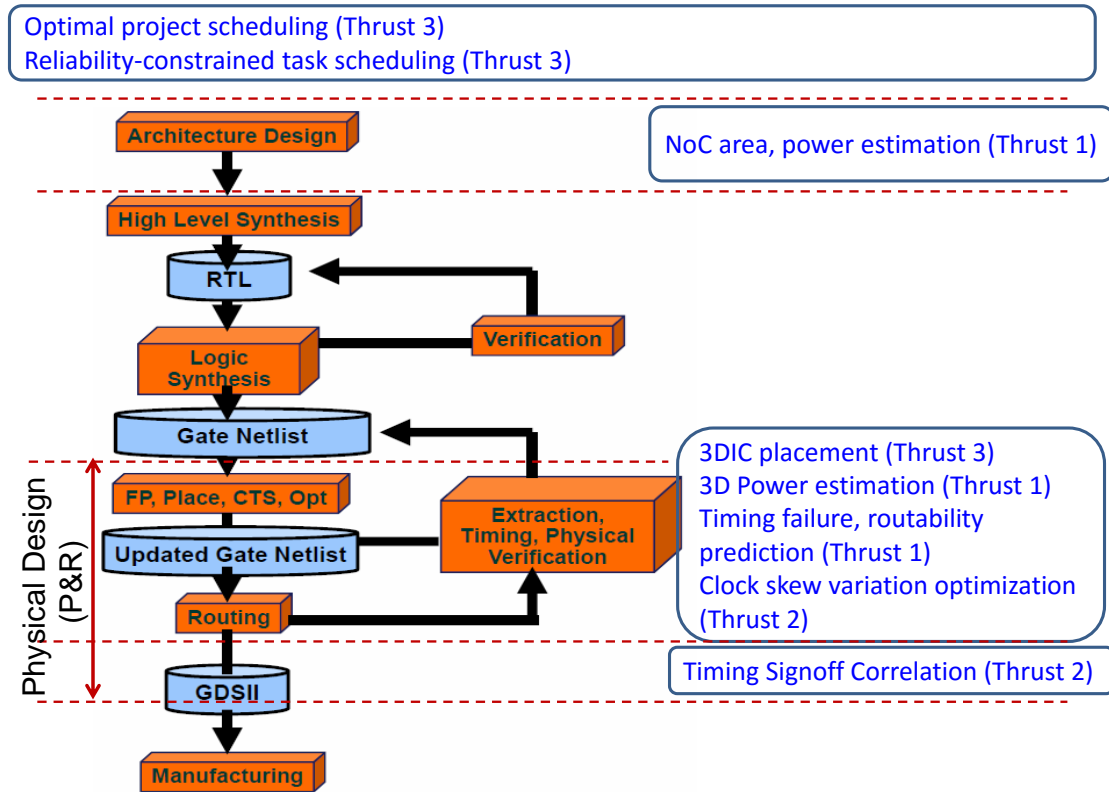 Optimal project scheduling (Thrust 3)
Reliability-constrained task scheduling (Thrust 3)
Architecture Design
NoC area, power estimation (Thrust 1)
High Level Synthesis
RTL
Verification
Logic
Synthesis
Gate Netlist
Physical Design
(P&R)
FP, Place, CTS, Opt
Extraction,
Timing, Physical
Verification
Updated Gate Netlist
Routing
3DIC placement (Thrust 3)
3D Power estimation (Thrust 1)
Timing failure, routability
prediction (Thrust 1)
Clock skew variation optimization
(Thrust 2)
Timing Signoff Correlation (Thrust 2)
GDSII
Manufacturing